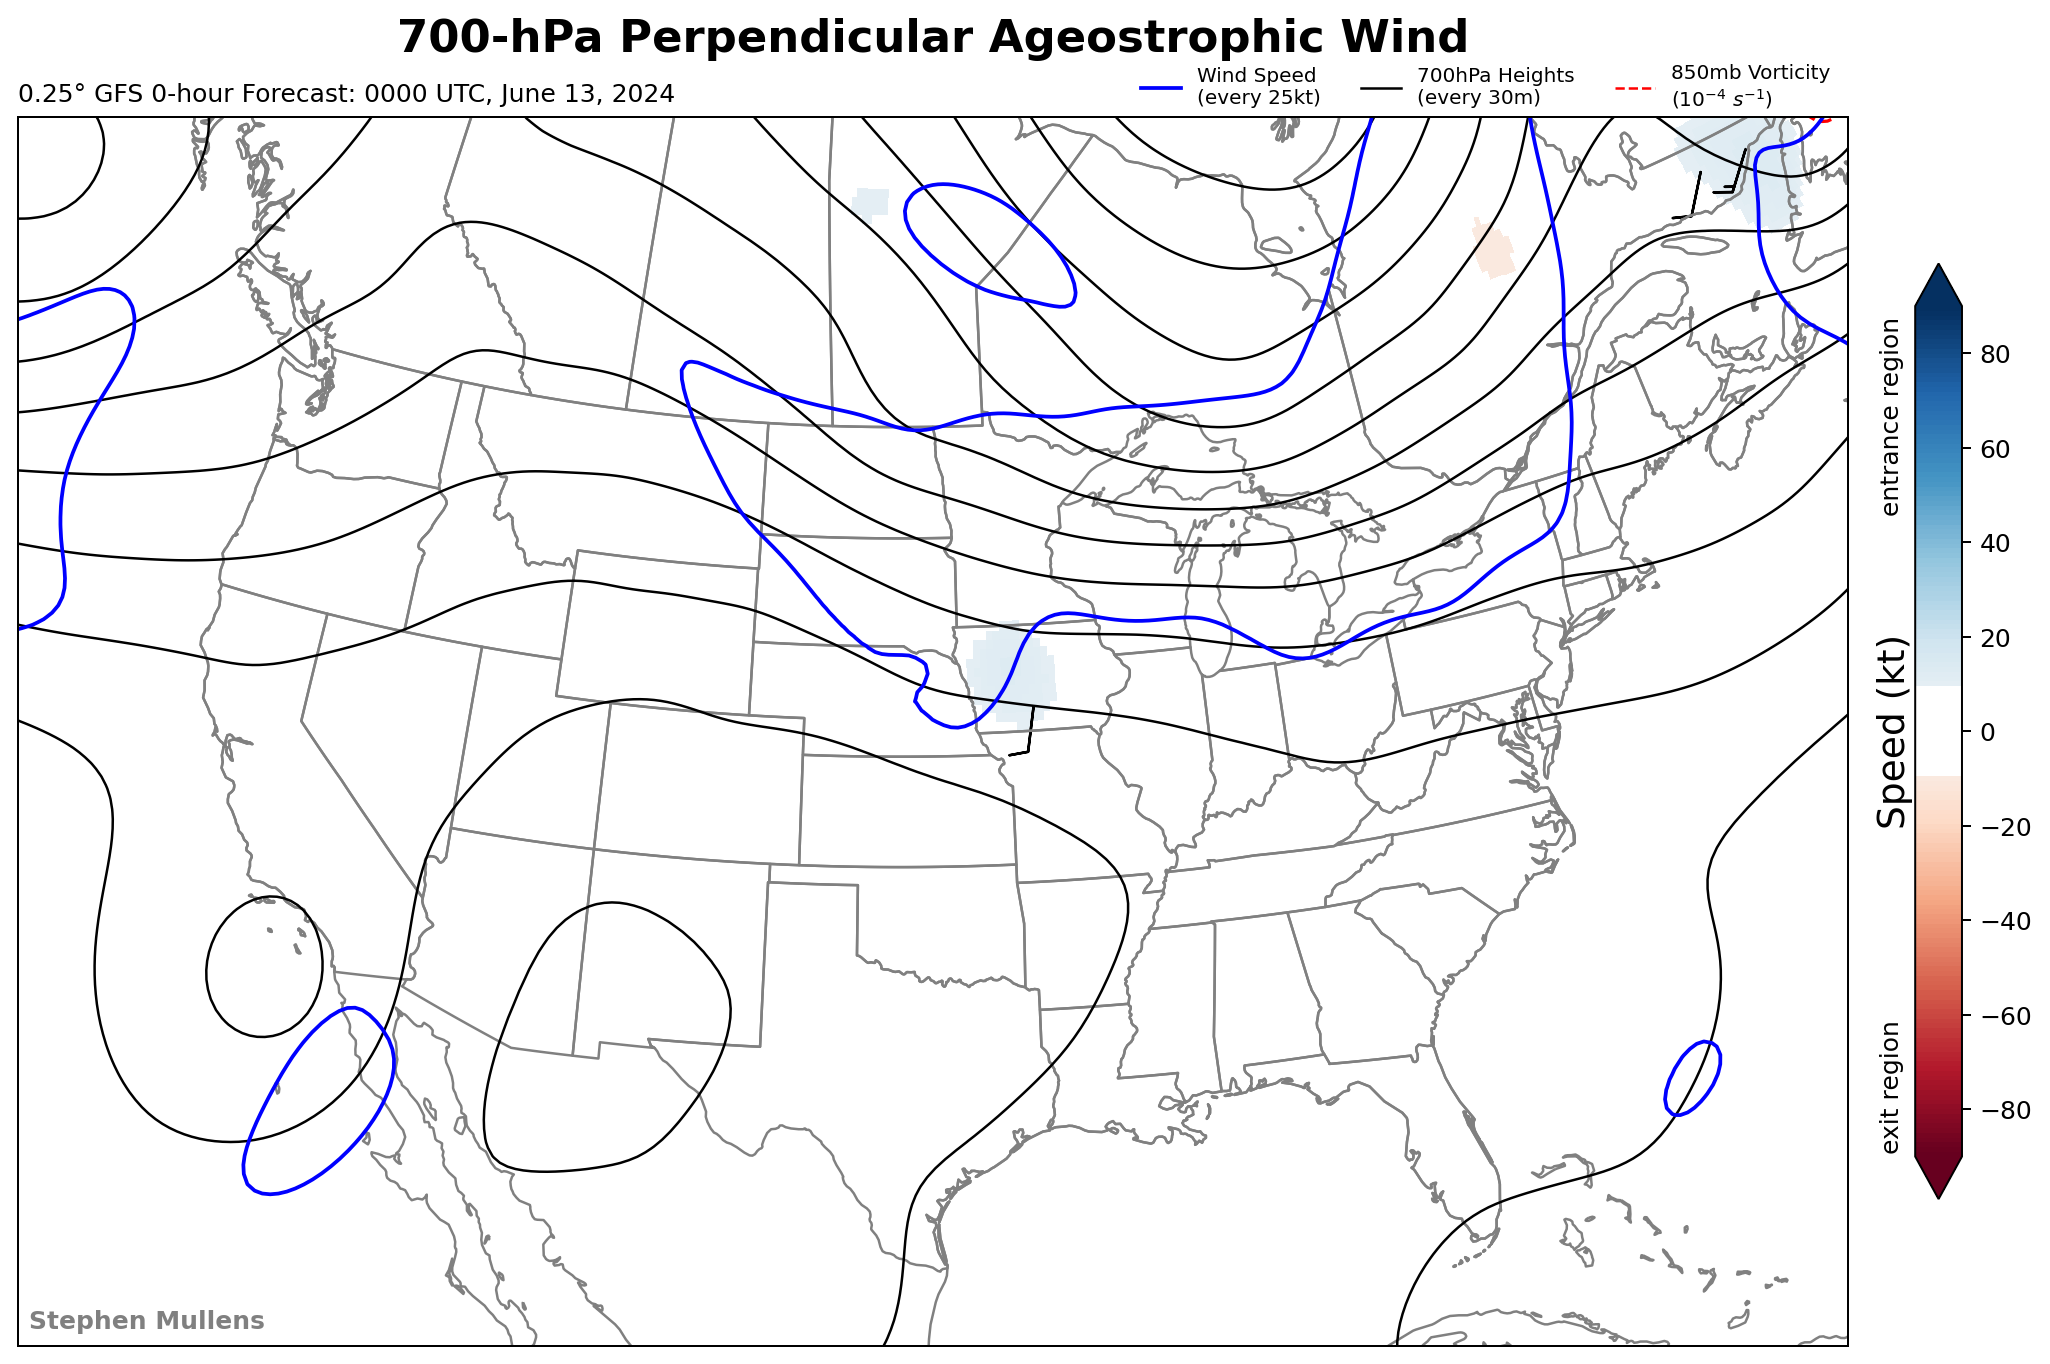 700-hPa Perpendicular Ageostrophic Wind
0.25° GFS 0-hour Forecast: 0000 UTC, June 13, 2024
Wind Speed
(every 25kt)
700hPa Heights
(every 30m)
850mb Vorticity
(10⁻⁴ s⁻¹)
entrance region
Speed (kt)
exit region
80
60
40
20
0
−20
−40
−60
−80
Stephen Mullens